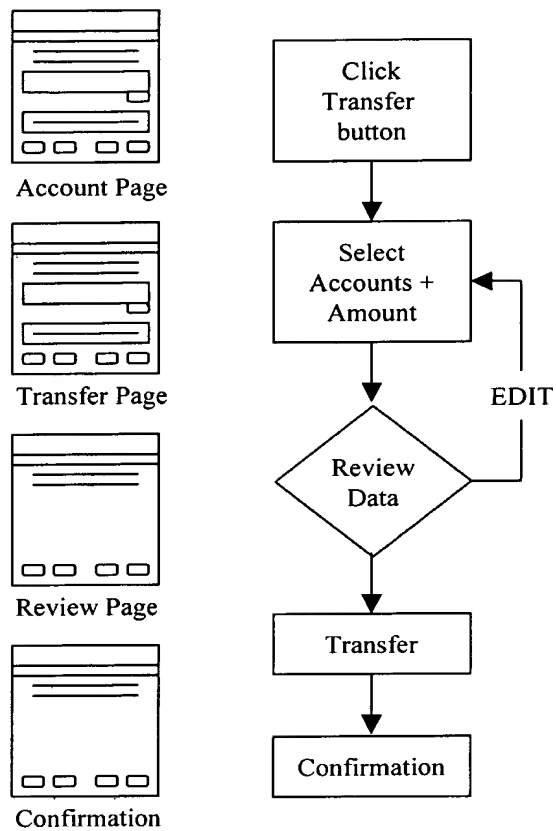 Account Page
Transfer Page
Review Page
Confirmation
Click
Transfer
button
Select
Accounts +
Amount
EDIT
Review
Data
Transfer
Confirmation